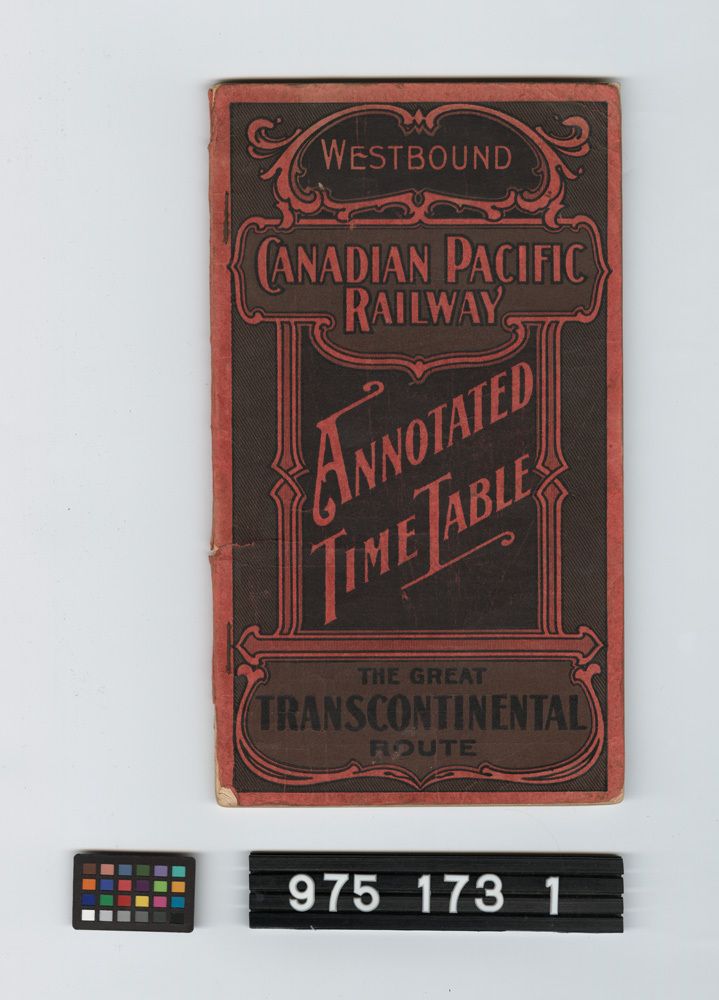 WESTBOUND
CANADIAN PACIFIC
RAILWAY
ANNOTATED
TIME TABLE
THE GREAT
TRANSCONTINENTAL
ROUTE
975 173 1